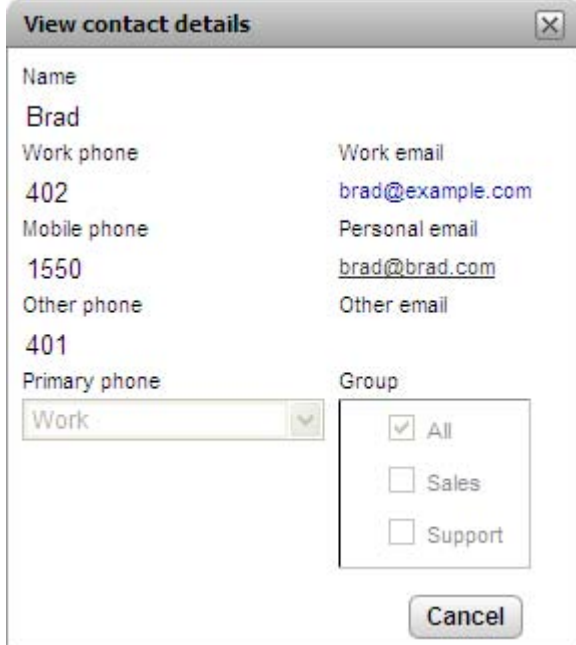 View contact details
Name
Brad
Work phone
Work email
402
brad@example.com
Mobile phone
Personal email
1550
brad@brad.com
Other phone
Other email
401
Primary phone
Group
Work
All
Sales
Support
Cancel